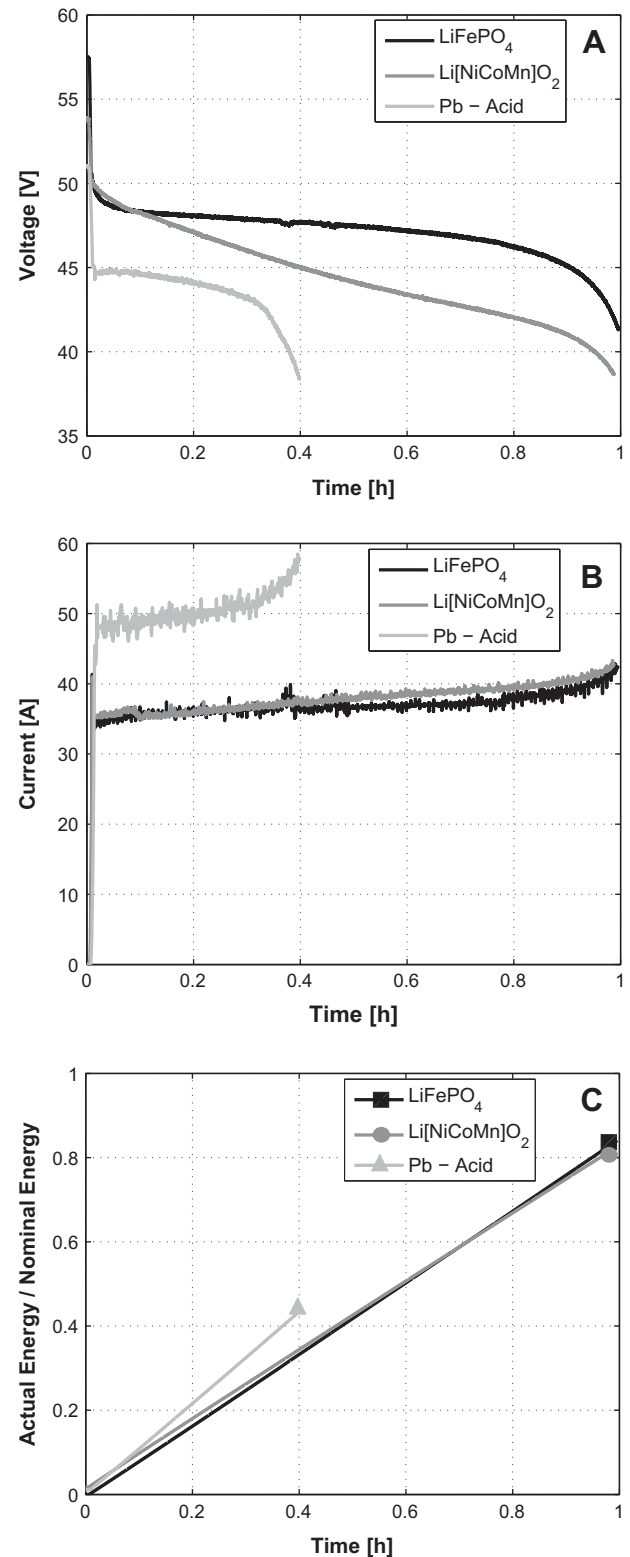 60
55
50
45
40
35
Voltage [V]
0 0.2 0.4 0.6 0.8 1
Time [h]
LiFePO4
Li[NiCoMn]O2
Pb − Acid
A
60
50
40
30
20
10
0
Current [A]
0 0.2 0.4 0.6 0.8 1
Time [h]
LiFePO4
Li[NiCoMn]O2
Pb − Acid
B
1
0.8
0.6
0.4
0.2
0
Actual Energy / Nominal Energy
0 0.2 0.4 0.6 0.8 1
Time [h]
LiFePO4
Li[NiCoMn]O2
Pb − Acid
C